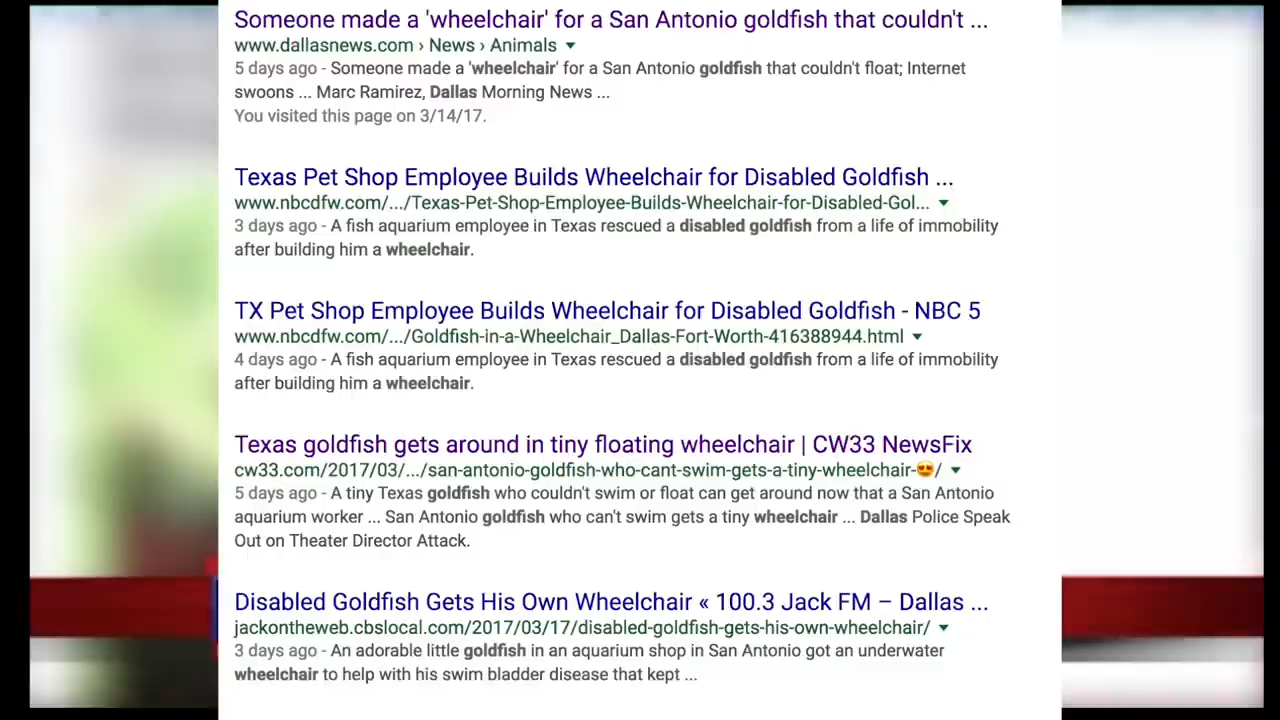 Someone made a 'wheelchair' for a San Antonio goldfish that couldn't ...
www.dallasnews.com › News › Animals
5 days ago - Someone made a 'wheelchair' for a San Antonio goldfish that couldn't float; Internet
swoons ... Marc Ramirez, Dallas Morning News ...
You visited this page on 3/14/17.
Texas Pet Shop Employee Builds Wheelchair for Disabled Goldfish ...
www.nbcdfw.com/.../Texas-Pet-Shop-Employee-Builds-Wheelchair-for-Disabled-Gol...
3 days ago - A fish aquarium employee in Texas rescued a disabled goldfish from a life of immobility
after building him a wheelchair.
TX Pet Shop Employee Builds Wheelchair for Disabled Goldfish - NBC 5
www.nbcdfw.com/.../Goldfish-in-a-Wheelchair_Dallas-Fort-Worth-416388944.html
4 days ago - A fish aquarium employee in Texas rescued a disabled goldfish from a life of immobility
after building him a wheelchair.
Texas goldfish gets around in tiny floating wheelchair | CW33 NewsFix
cw33.com/2017/03/.../san-antonio-goldfish-who-cant-swim-gets-a-tiny-wheelchair-😍/
5 days ago - A tiny Texas goldfish who couldn't swim or float can get around now that a San Antonio
aquarium worker ... San Antonio goldfish who can't swim gets a tiny wheelchair ... Dallas Police Speak
Out on Theater Director Attack.
Disabled Goldfish Gets His Own Wheelchair « 100.3 Jack FM – Dallas ...
jackontheweb.cbslocal.com/2017/03/17/disabled-goldfish-gets-his-own-wheelchair/
3 days ago - An adorable little goldfish in an aquarium shop in San Antonio got an underwater
wheelchair to help with his swim bladder disease that kept ...